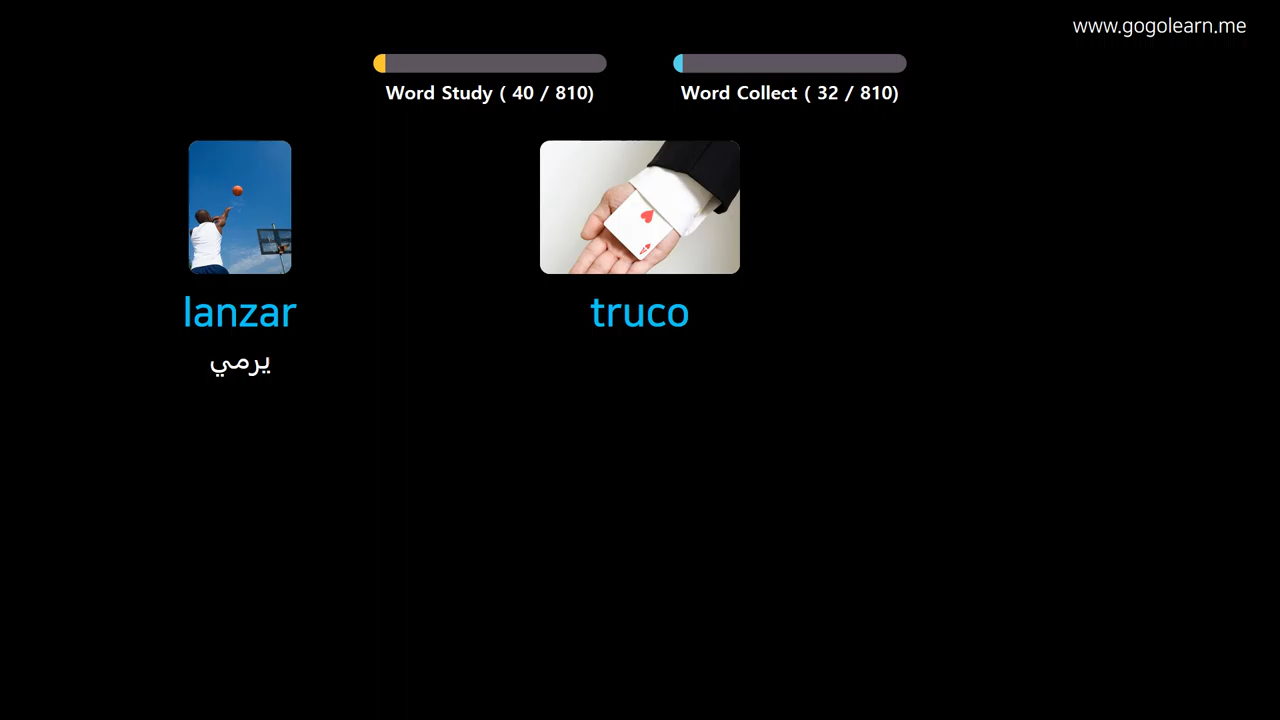 www.gogolearn.me
Word Study ( 40 / 810)
Word Collect ( 32 / 810)
lanzar
truco
يرمي